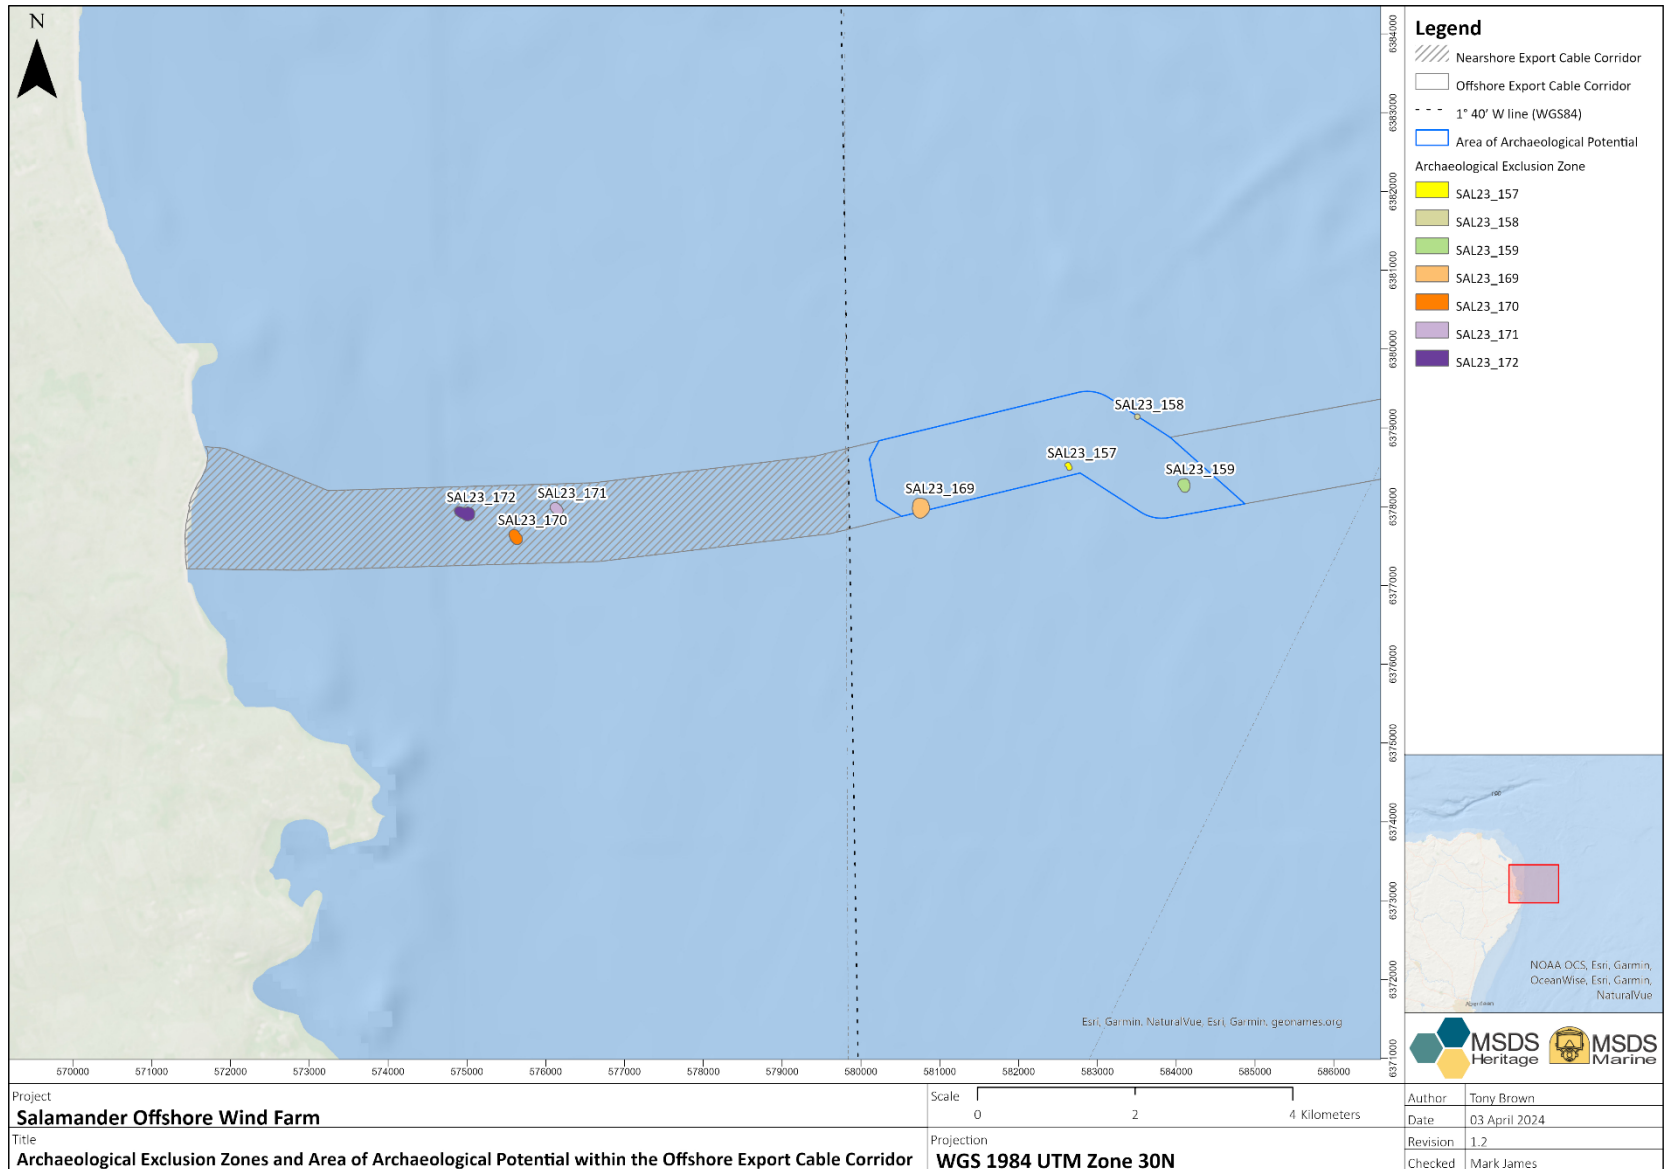 N
Legend
Nearshore Export Cable Corridor
Offshore Export Cable Corridor
1° 40' W line (WGS84)
Area of Archaeological Potential
Archaeological Exclusion Zone
SAL23_157
SAL23_158
SAL23_159
SAL23_169
SAL23_170
SAL23_171
SAL23_172
6384000
6383000
6382000
6381000
6380000
6379000
6378000
6377000
6376000
6375000
6374000
6373000
6372000
6371000
SAL23_158
SAL23_157
SAL23_159
SAL23_169
SAL23_172
SAL23_171
SAL23_170
Esri, Garmin, NaturalVue, Esri, Garmin, geonames.org
570000 571000 572000 573000 574000 575000 576000 577000 578000 579000 580000 581000 582000 583000 584000 585000 586000
NOAA OCS, Esri, Garmin,
OceanWise, Esri, Garmin,
NaturalVue
MSDS
Heritage
MSDS
Marine
Project
Salamander Offshore Wind Farm
Title
Archaeological Exclusion Zones and Area of Archaeological Potential within the Offshore Export Cable Corridor
Scale
0 2 4 Kilometers
Projection
WGS 1984 UTM Zone 30N
Author Tony Brown
Date 03 April 2024
Revision 1.2
Checked Mark James